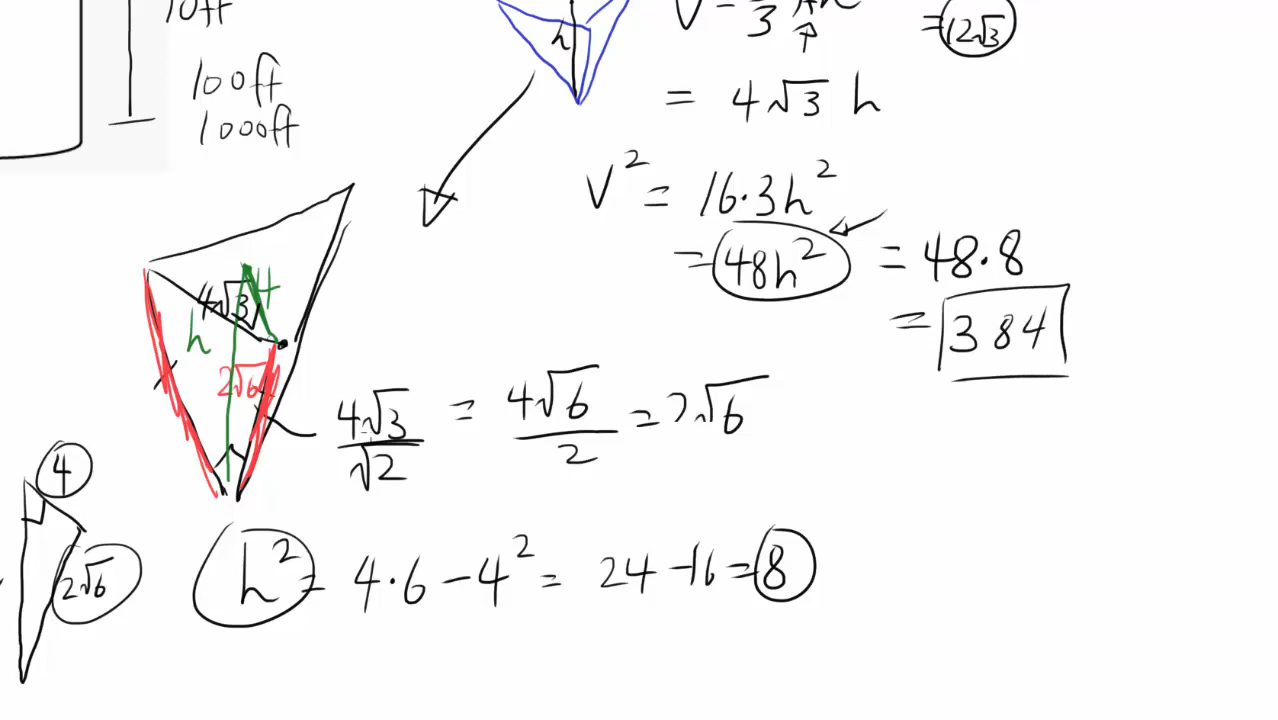 10ft
100ft
1000ft
h
V = 1/3 Ah
= 12√3
= 4√3 h
V² = 16·3h²
= 48h² = 48·8
= 384
4√3
4
h
2√6
4√3/√2 = 4√6/2 = 2√6
4
2√6
h² = 4·6 - 4² = 24 - 16 = 8